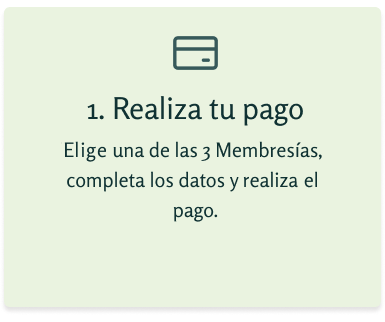 1. Realiza tu pago
Elige una de las 3 Membresías,
completa los datos y realiza el
pago.